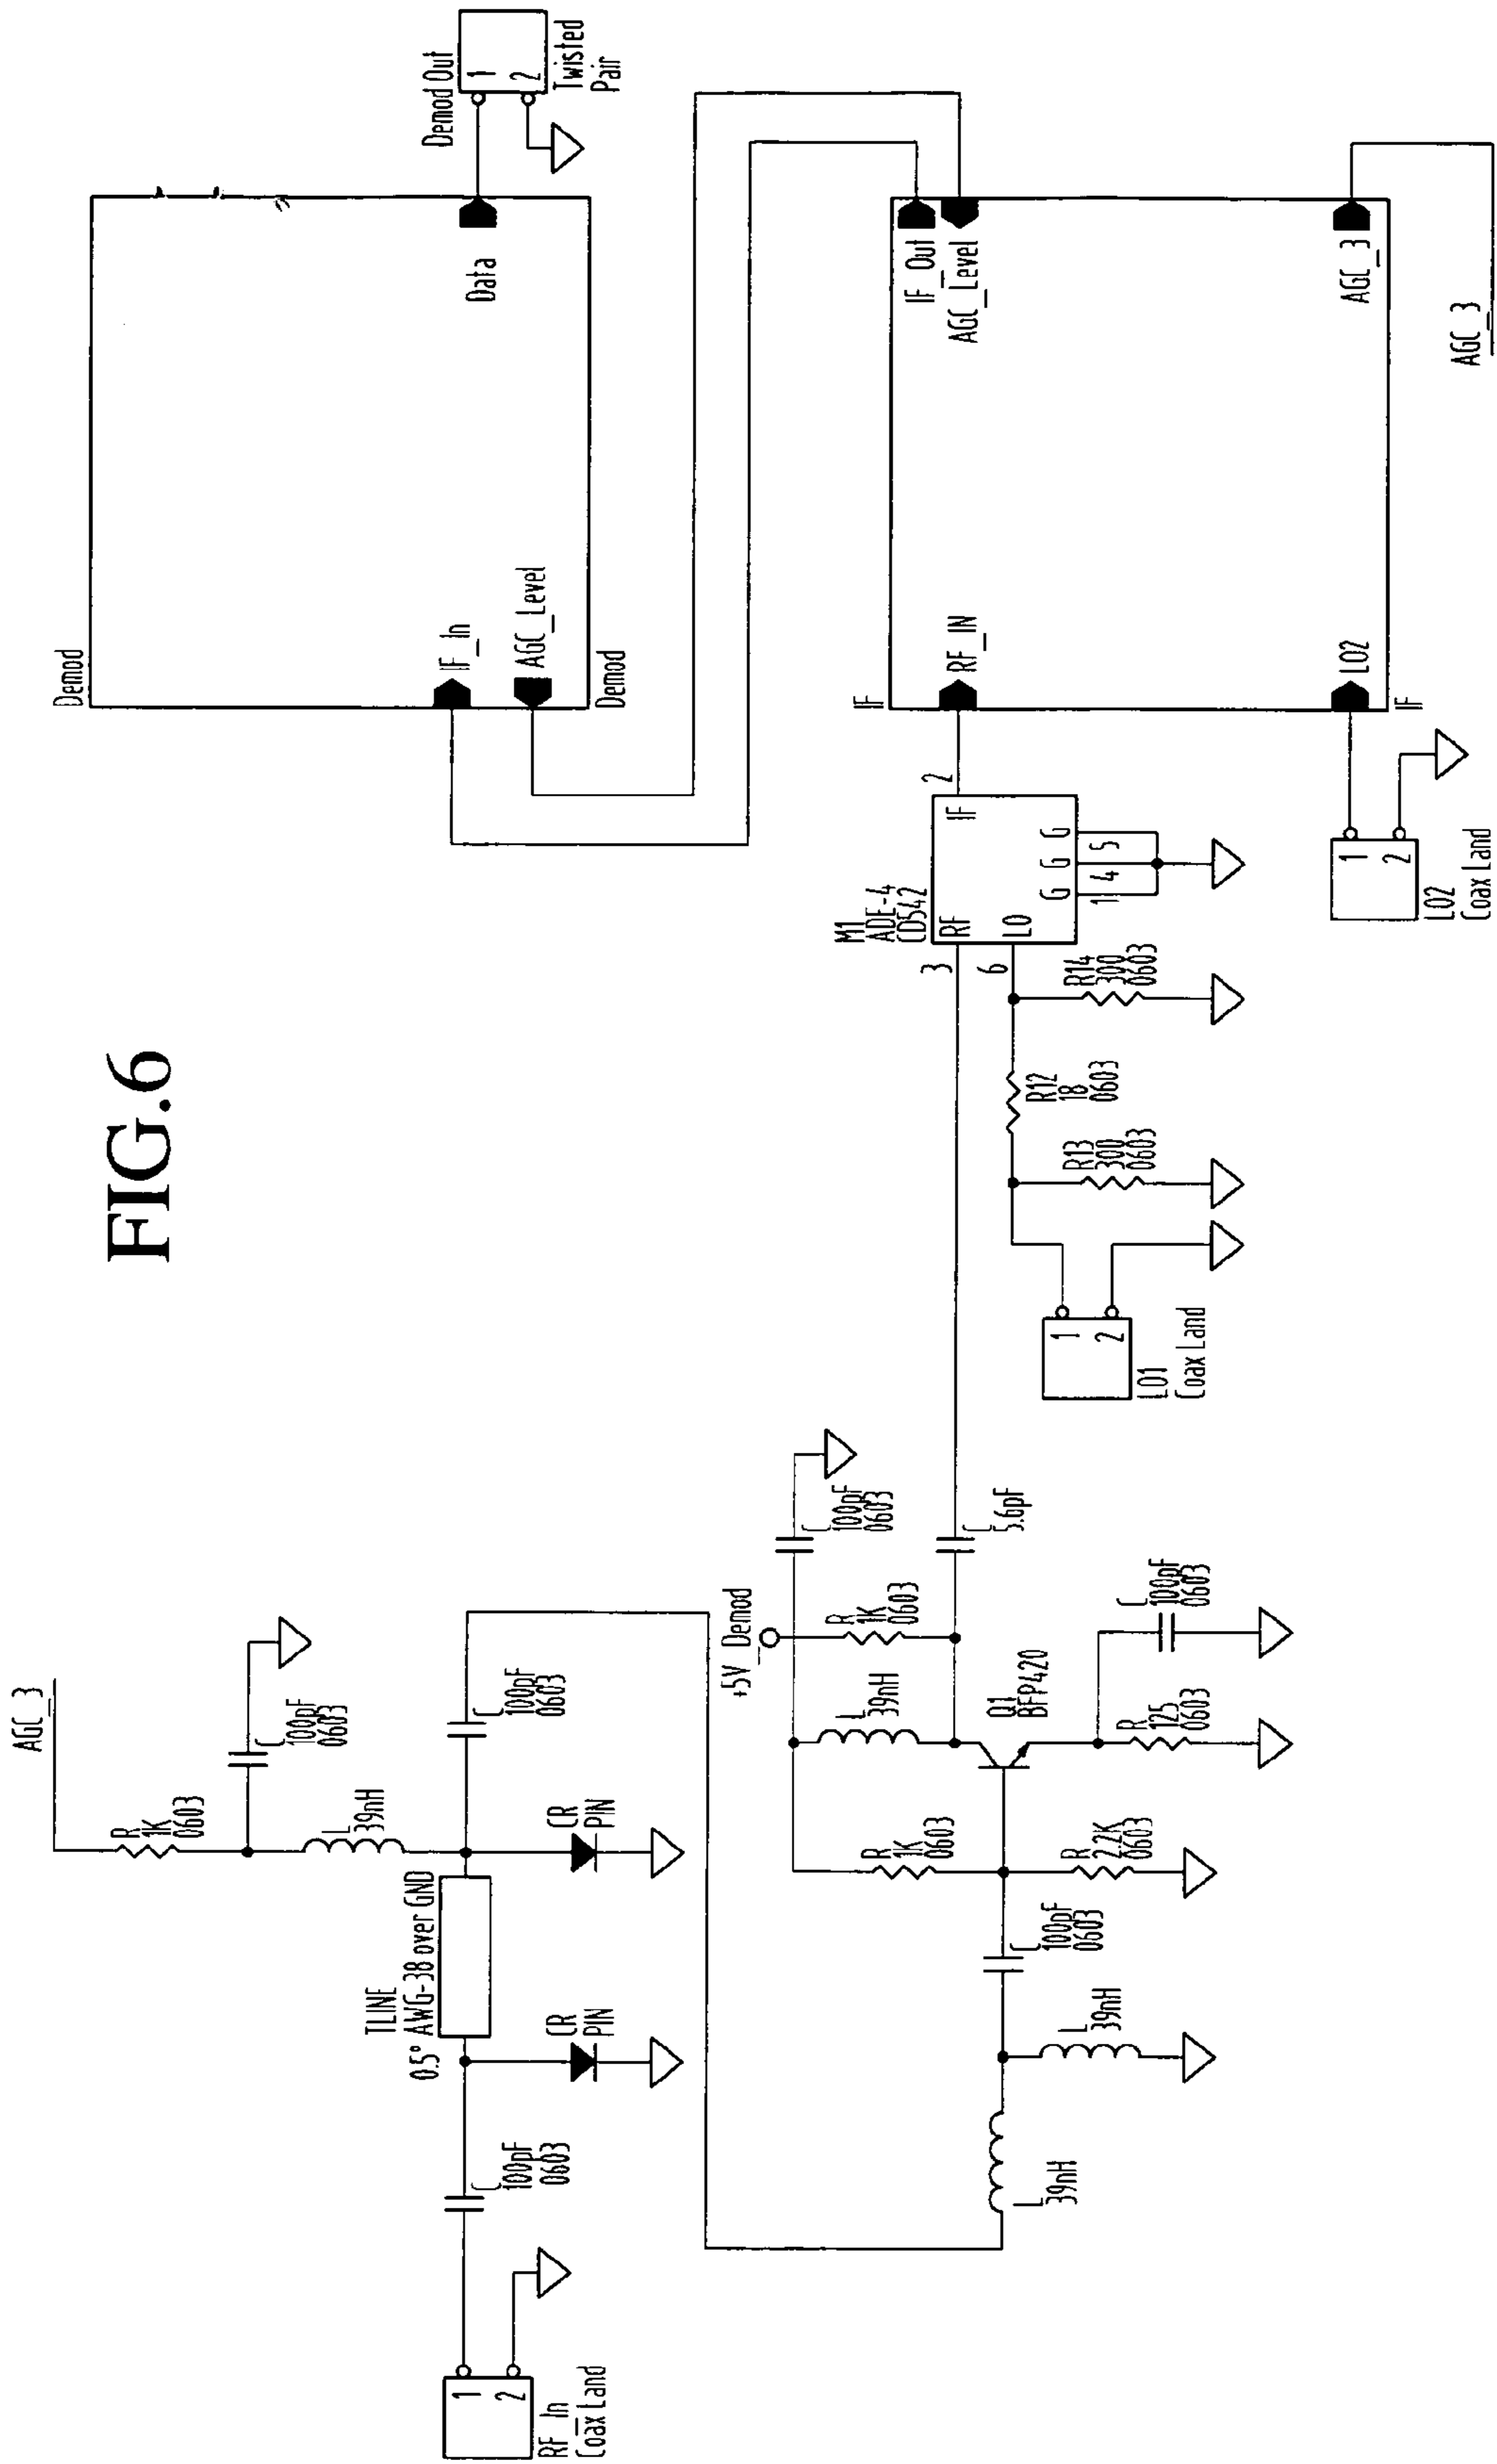 FIG.6
AGC_3
R
1K
0603
C
100pF
0603
L
39nH
TLINE
AWG-38 over GND
0.5°
C
100pF
0603
CR
PIN
CR
PIN
C
100pF
0603
1
2
RF_In
Coax Land
L
39nH
L
39nH
C
100pF
0603
R
1K
0603
R
2.2K
0603
L
39nH
+5V_Demod
R
1K
0603
C
100pF
0603
C
5.6pF
Q1
BFP420
R
125
0603
C
100pF
0603
1
2
LO1
Coax Land
R13
300
0603
R12
18
0603
R14
300
0603
M1
ADE-4
CD542
3
RF
6
LO
IF
2
G
G
G
1
4
5
1
2
LO2
Coax Land
IF
RF_IN
LO2
IF
IF_Out
AGC_Level
AGC_3
AGC_3
Demod
IF_In
AGC_Level
Demod
Data
Demod Out
1
2
Twisted
Pair